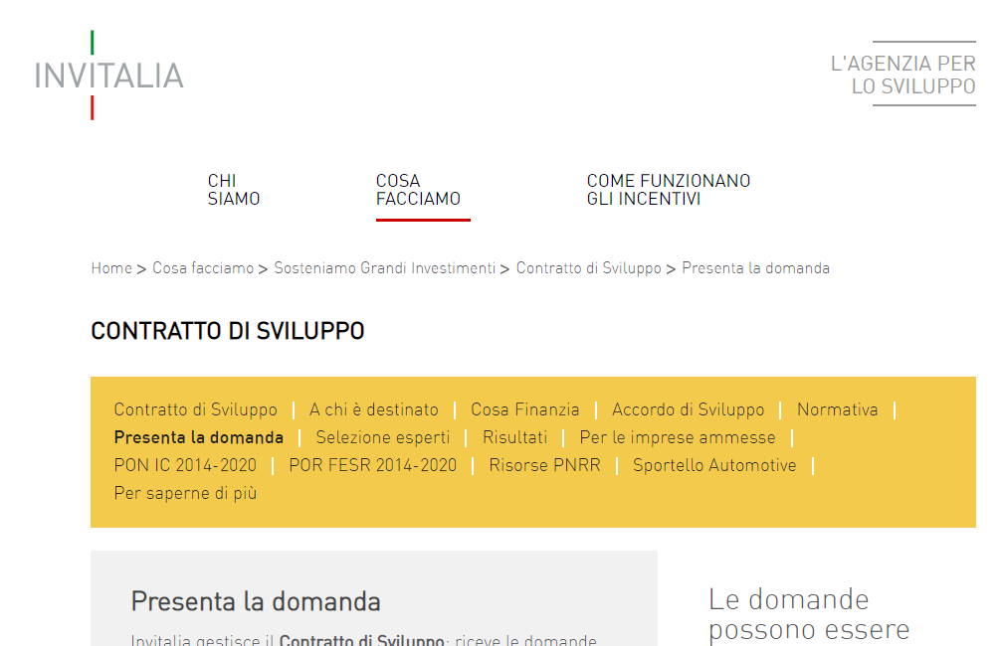 INVITALIA
L'AGENZIA PER
LO SVILUPPO
CHI
SIAMO
COSA
FACCIAMO
COME FUNZIONANO
GLI INCENTIVI
Home > Cosa facciamo > Sosteniamo Grandi Investimenti > Contratto di Sviluppo > Presenta la domanda
CONTRATTO DI SVILUPPO
Contratto di Sviluppo | A chi è destinato | Cosa Finanzia | Accordo di Sviluppo | Normativa |
Presenta la domanda | Selezione esperti | Risultati | Per le imprese ammesse |
PON IC 2014-2020 | POR FESR 2014-2020 | Risorse PNRR | Sportello Automotive |
Per saperne di più
Presenta la domanda
Invitalia gestisce il Contratto di Sviluppo: riceve le domande
Le domande
possono essere